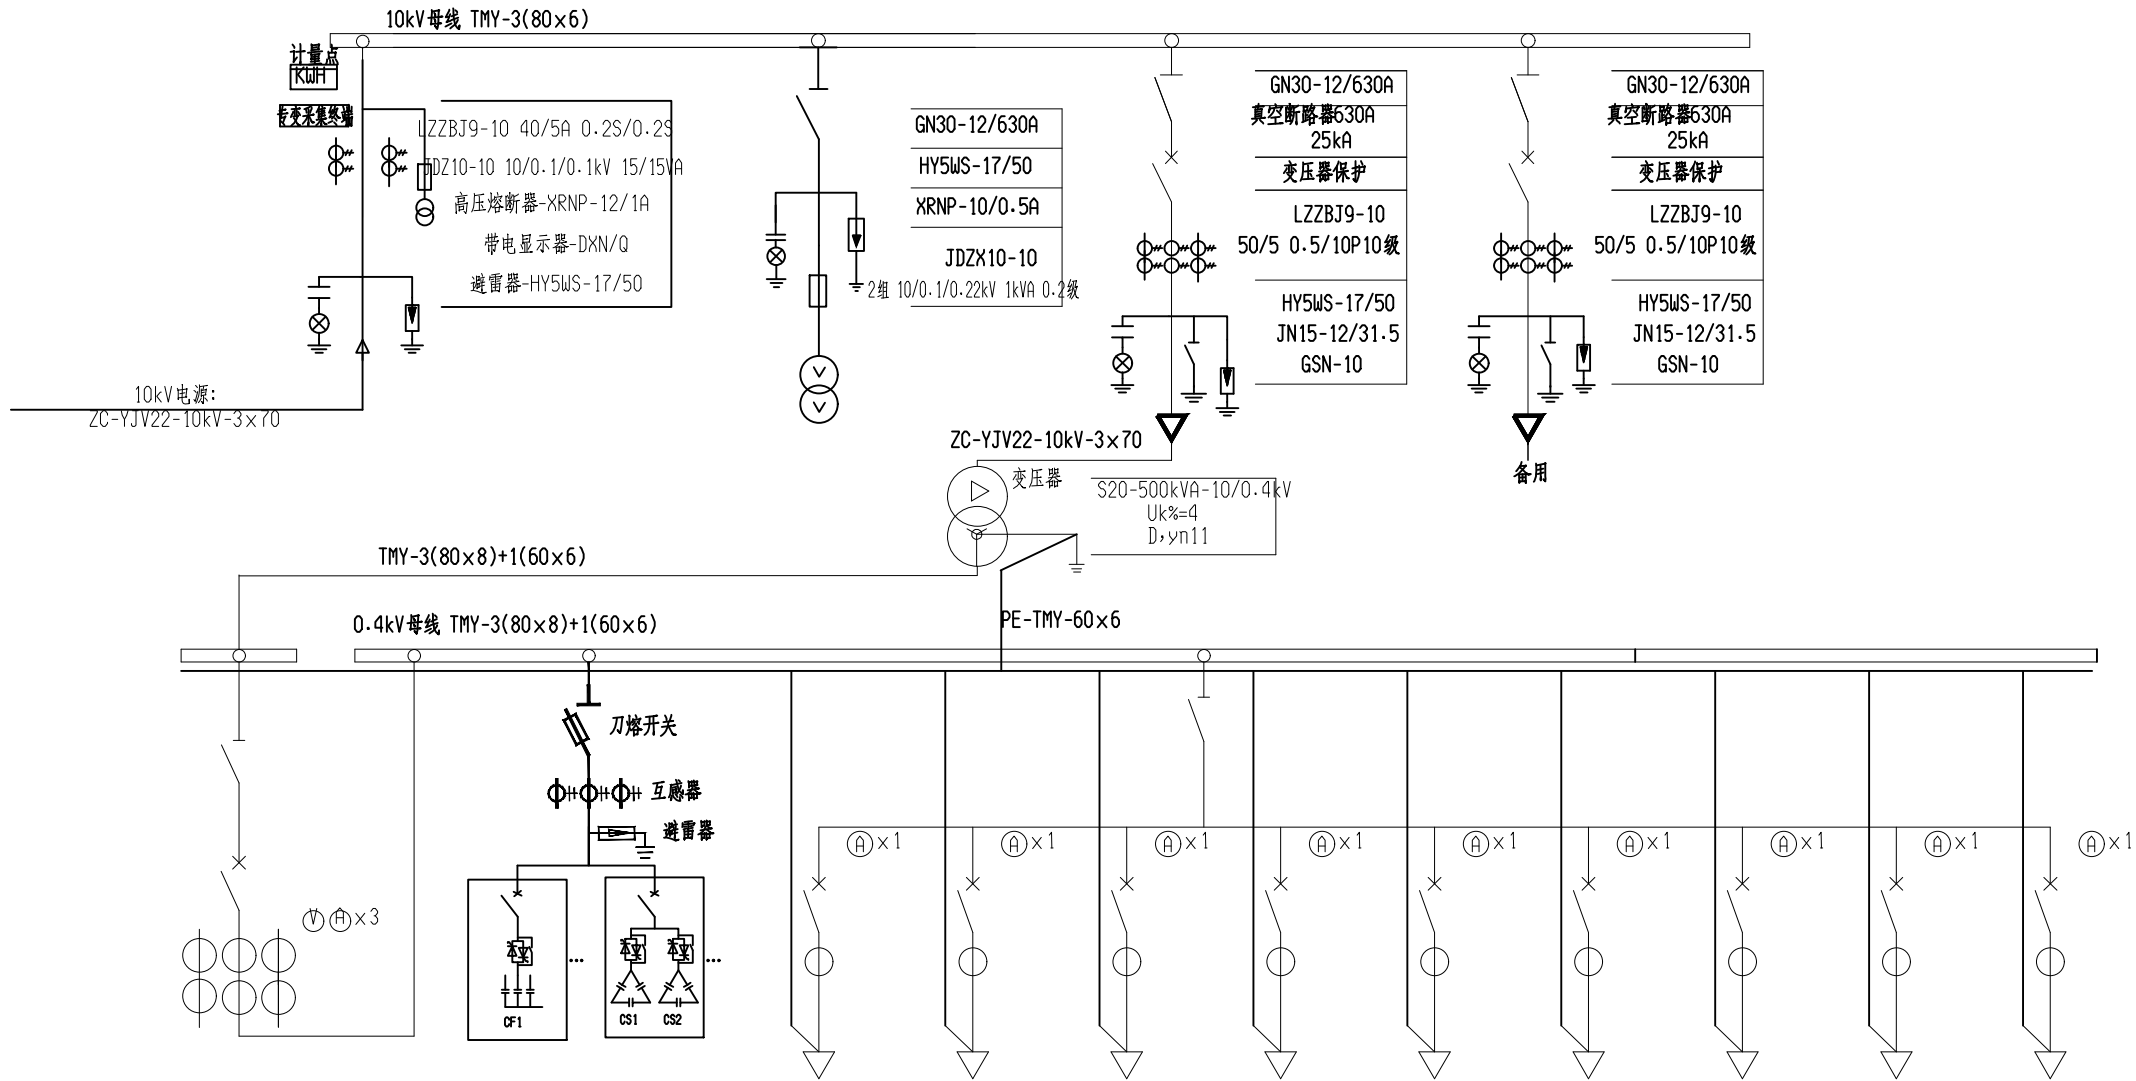 10kV母线 TMY-3(80×6)
计量点
KWH
专变采集终端
LZZBJ9-10 40/5A 0.2S/0.2S
JDZ10-10 10/0.1/0.1kV 15/15VA
高压熔断器-XRNP-12/1A
带电显示器-DXN/Q
避雷器-HY5WS-17/50
10kV电源:
ZC-YJV22-10kV-3×70
GN30-12/630A
HY5WS-17/50
XRNP-10/0.5A
JDZX10-10
2组 10/0.1/0.22kV 1kVA 0.2级
GN30-12/630A
真空断路器630A
25kA
变压器保护
LZZBJ9-10
50/5 0.5/10P10级
HY5WS-17/50
JN15-12/31.5
GSN-10
GN30-12/630A
真空断路器630A
25kA
变压器保护
LZZBJ9-10
50/5 0.5/10P10级
HY5WS-17/50
JN15-12/31.5
GSN-10
备用
ZC-YJV22-10kV-3×70
变压器
S20-500kVA-10/0.4kV
Uk%=4
D,yn11
TMY-3(80×8)+1(60×6)
0.4kV母线 TMY-3(80×8)+1(60×6)
PE-TMY-60×6
刀熔开关
互感器
避雷器
V A ×3
CF1
...
CS1
CS2
...
A ×1
A ×1
A ×1
A ×1
A ×1
A ×1
A ×1
A ×1
A ×1